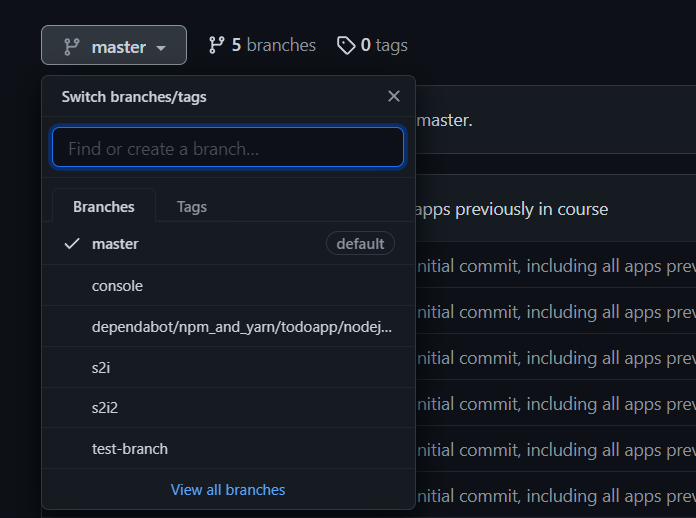 master 5 branches 0 tags
Switch branches/tags
master.
Find or create a branch...
Branches Tags
apps previously in course
master default
nitial commit, including all apps prev
console
nitial commit, including all apps prev
dependabot/npm_and_yarn/todoapp/nodej...
nitial commit, including all apps prev
s2i
nitial commit, including all apps prev
s2i2
nitial commit, including all apps prev
test-branch
View all branches
nitial commit, including all apps prev